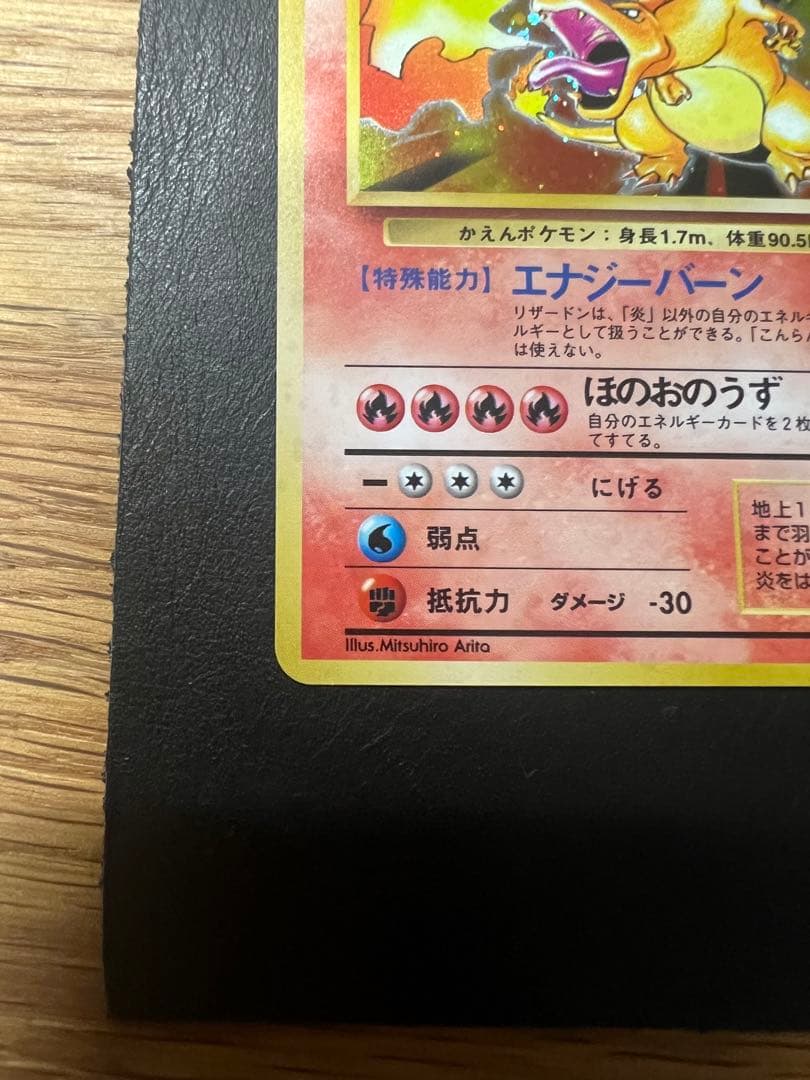 かえんポケモン：身長1.7m、体重90.5
【特殊能力】エナジーバーン
リザードンは、「炎」以外の自分のエネルギ
ルギーとして扱うことができる。「こんらん
は使えない。
ほのおのうず
自分のエネルギーカードを2枚
てすてる。
ー にげる
弱点
抵抗力 ダメージ -30
地上1
まで羽
ことが
炎をは
Illus.Mitsuhiro Arita